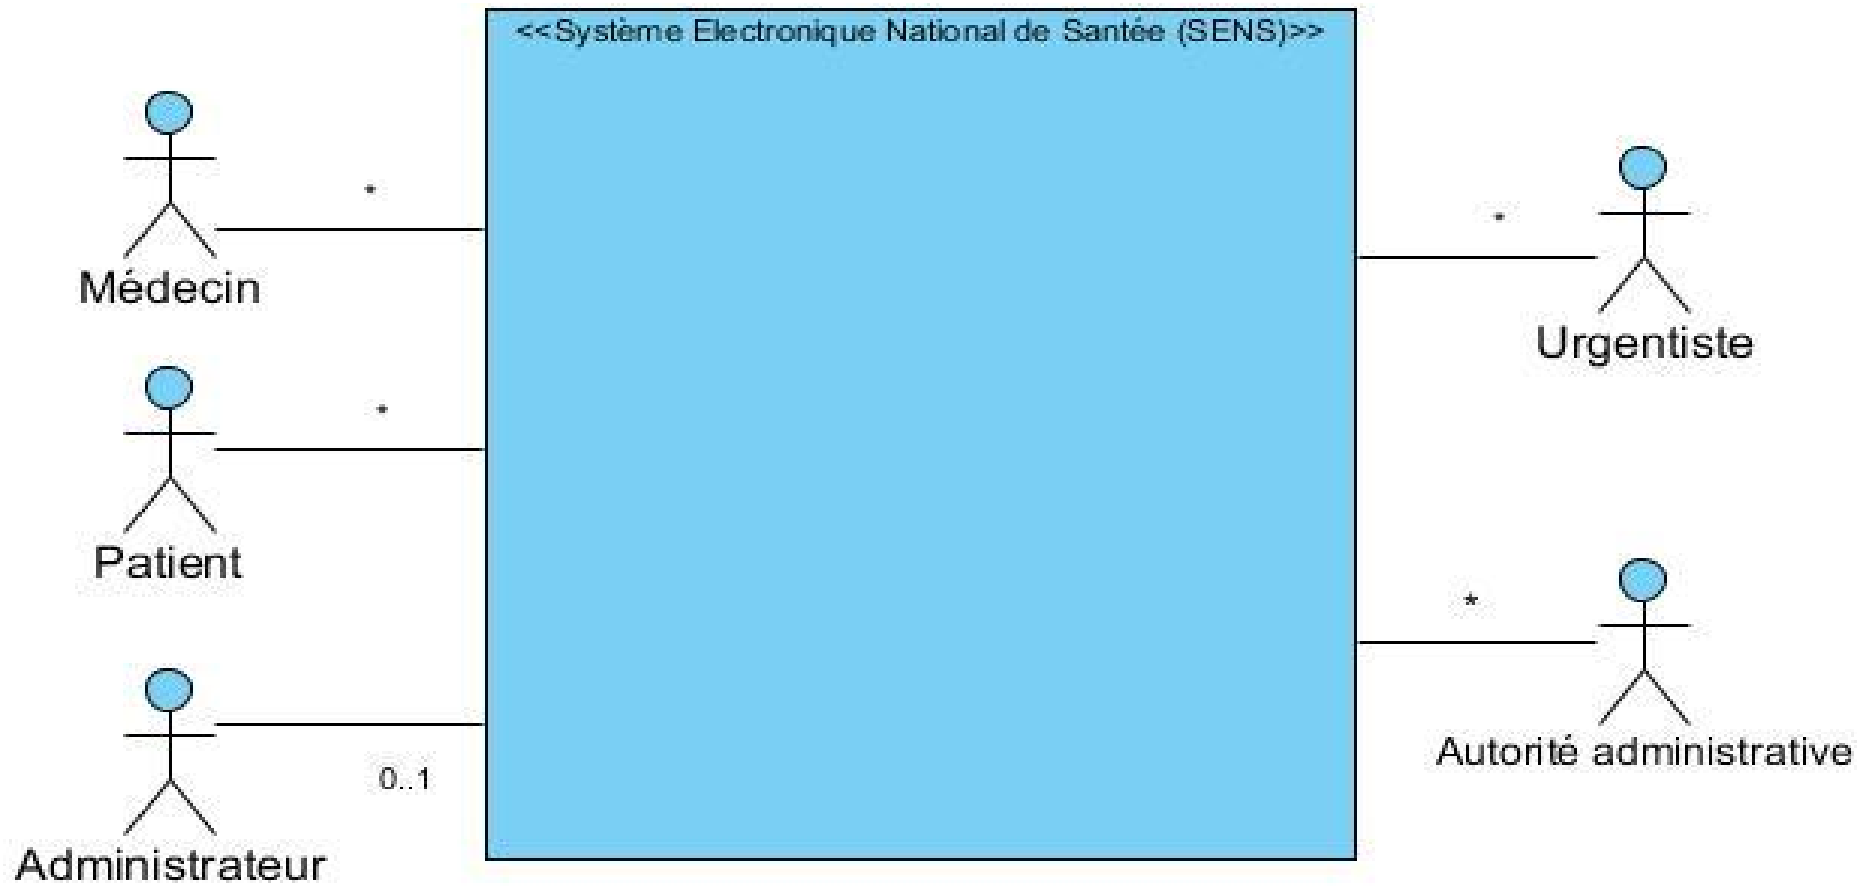 <<Système Electronique National de Santée (SENS)>>
*
Médecin
*
Patient
0..1
Administrateur
*
Urgentiste
*
Autorité administrative